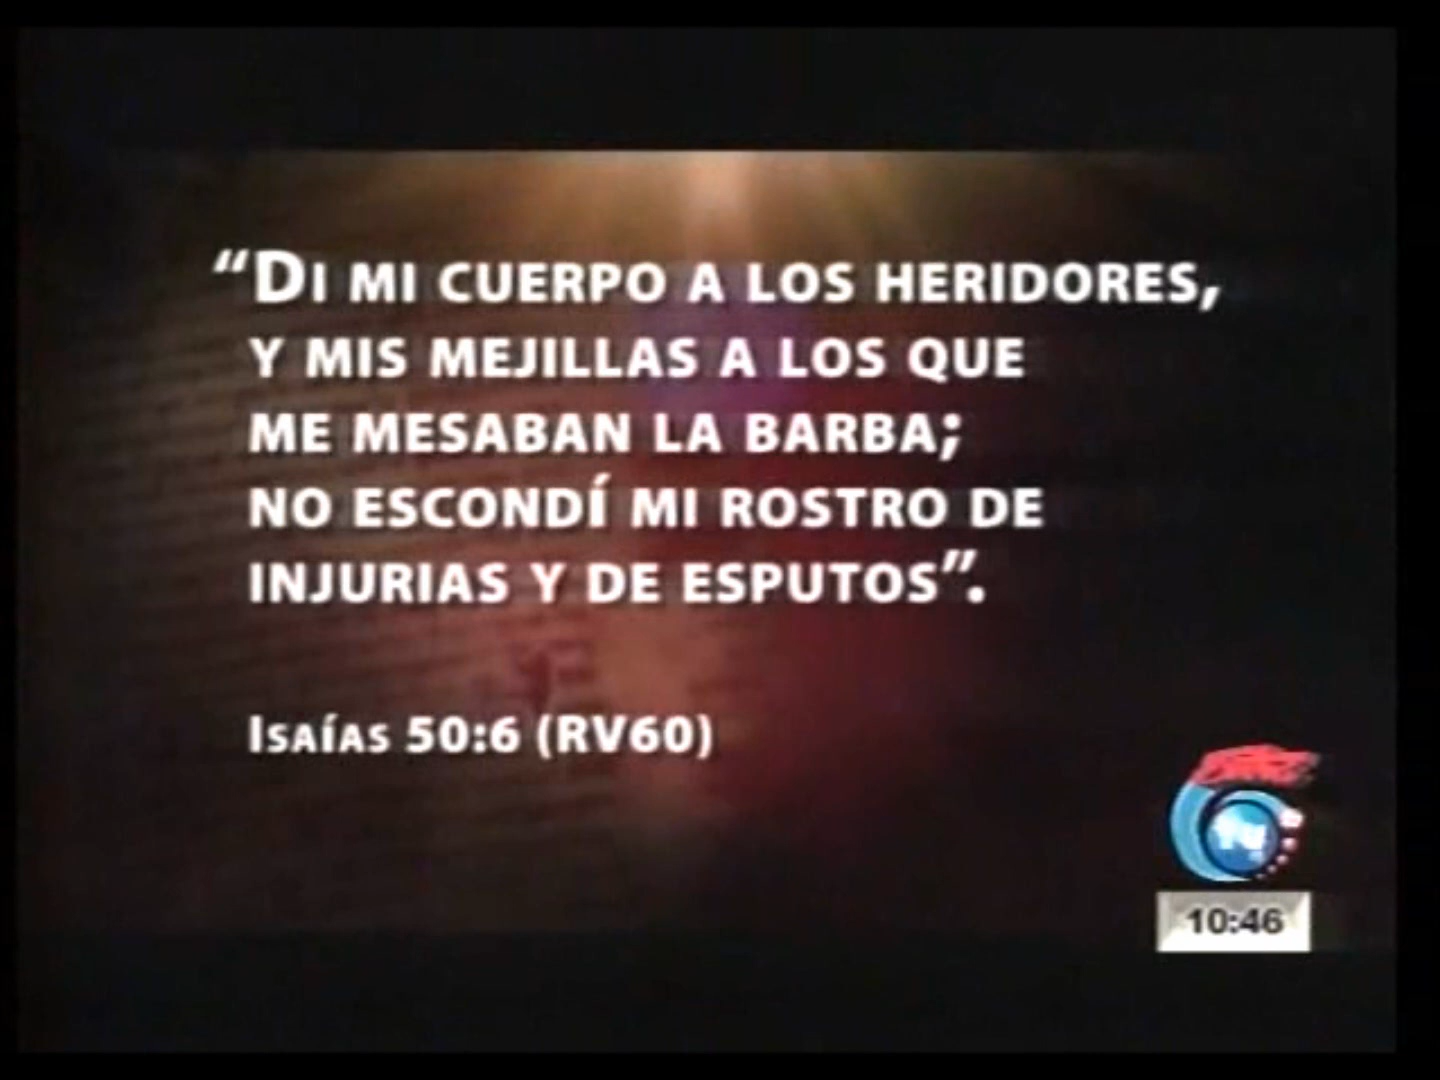 “Di mi cuerpo a los heridores,
y mis mejillas a los que
me mesaban la barba;
no escondí mi rostro de
injurias y de esputos”.
Isaías 50:6 (RV60)
10:46